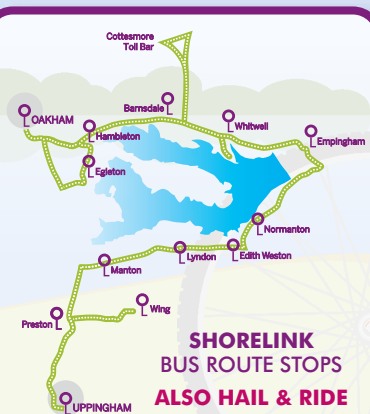 Cottesmore
Toll Bar
Barnsdale
OAKHAM
Whitwell
Hambleton
Empingham
Egleton
Normanton
Edith Weston
Lyndon
Manton
Wing
Preston
SHORELINK
BUS ROUTE STOPS
ALSO HAIL & RIDE
UPPINGHAM